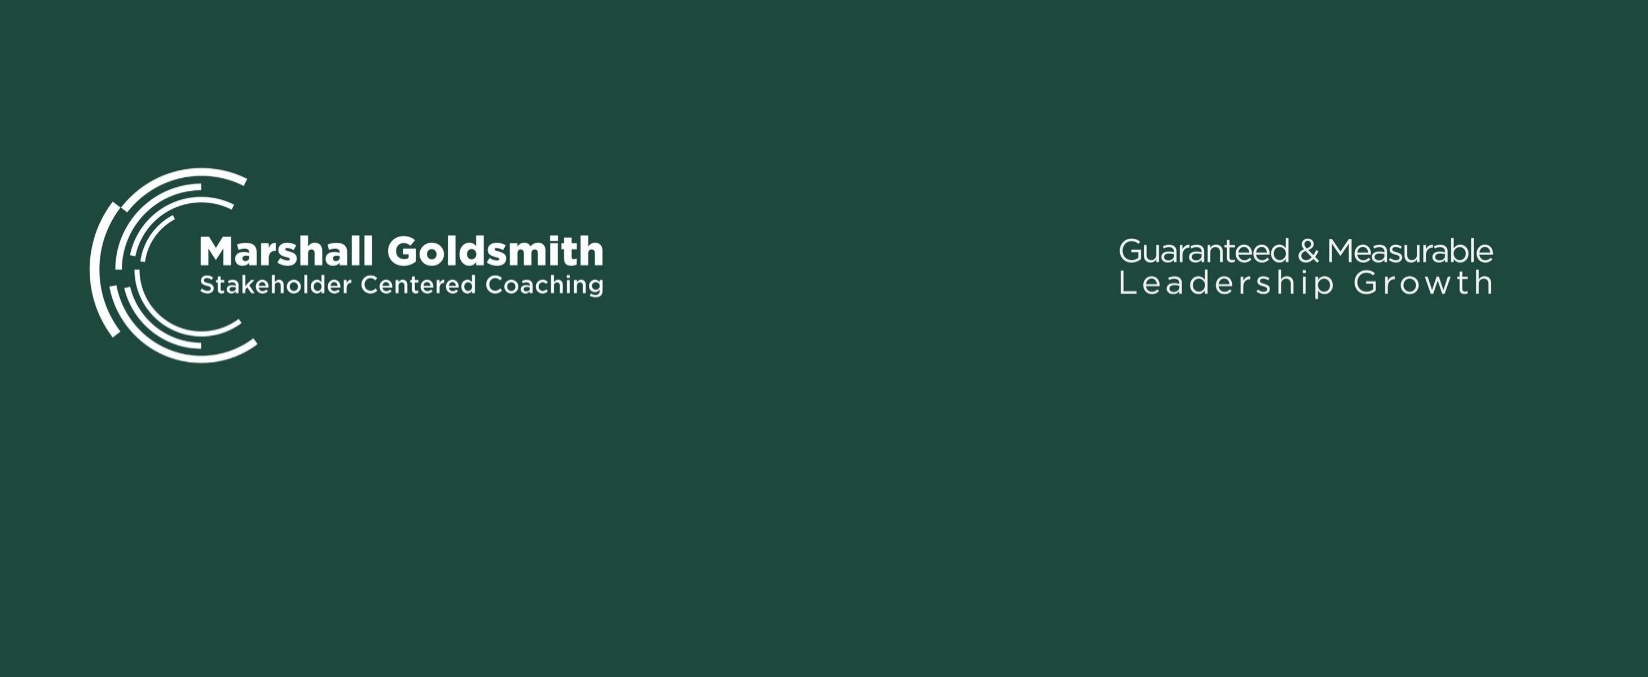 Marshall Goldsmith
Stakeholder Centered Coaching
Guaranteed & Measurable
Leadership Growth